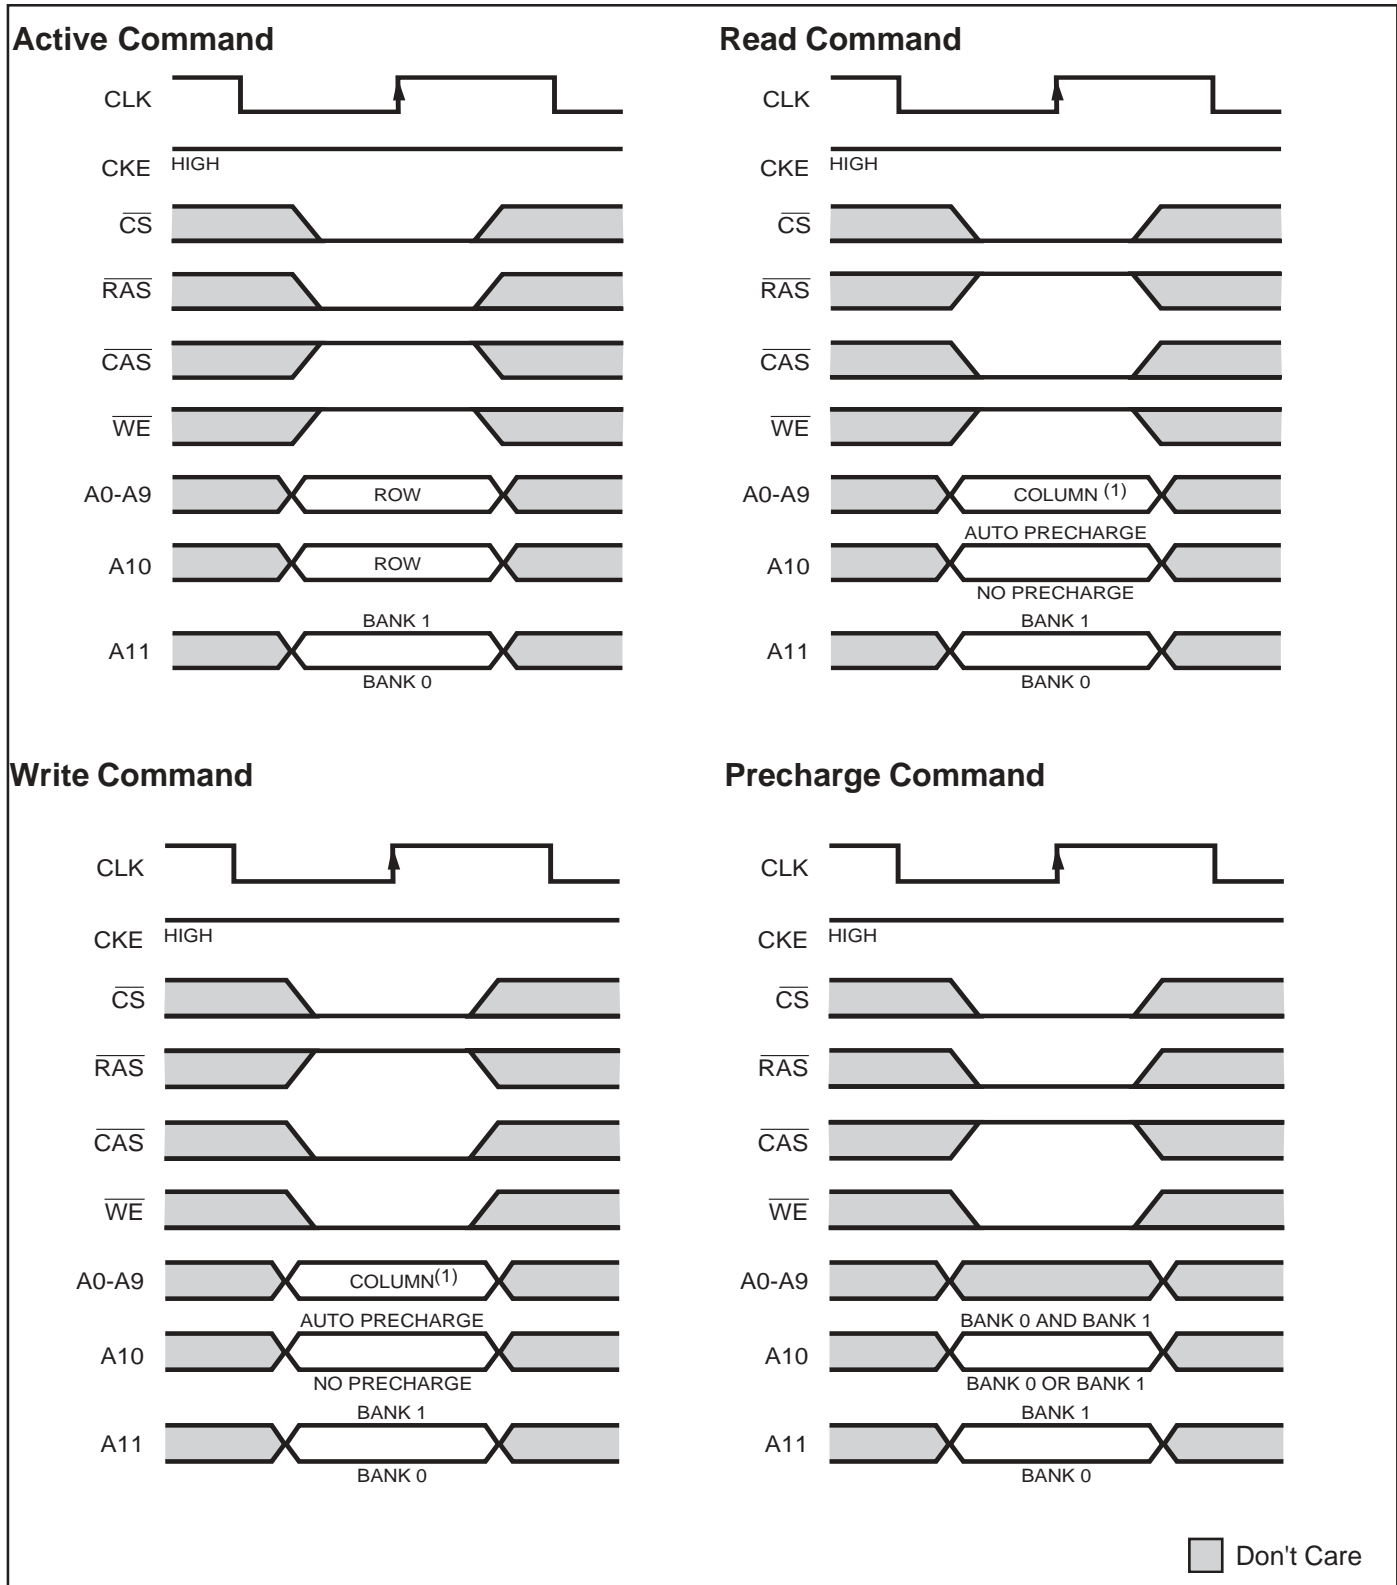 Active Command
CLK
CKE HIGH
CS
RAS
CAS
WE
A0-A9 ROW
A10 ROW
BANK 1
A11
BANK 0
Read Command
CLK
CKE HIGH
CS
RAS
CAS
WE
A0-A9 COLUMN (1)
AUTO PRECHARGE
A10
NO PRECHARGE
BANK 1
A11
BANK 0
Write Command
CLK
CKE HIGH
CS
RAS
CAS
WE
A0-A9 COLUMN(1)
AUTO PRECHARGE
A10
NO PRECHARGE
BANK 1
A11
BANK 0
Precharge Command
CLK
CKE HIGH
CS
RAS
CAS
WE
A0-A9
BANK 0 AND BANK 1
A10
BANK 0 OR BANK 1
BANK 1
A11
BANK 0
Don't Care